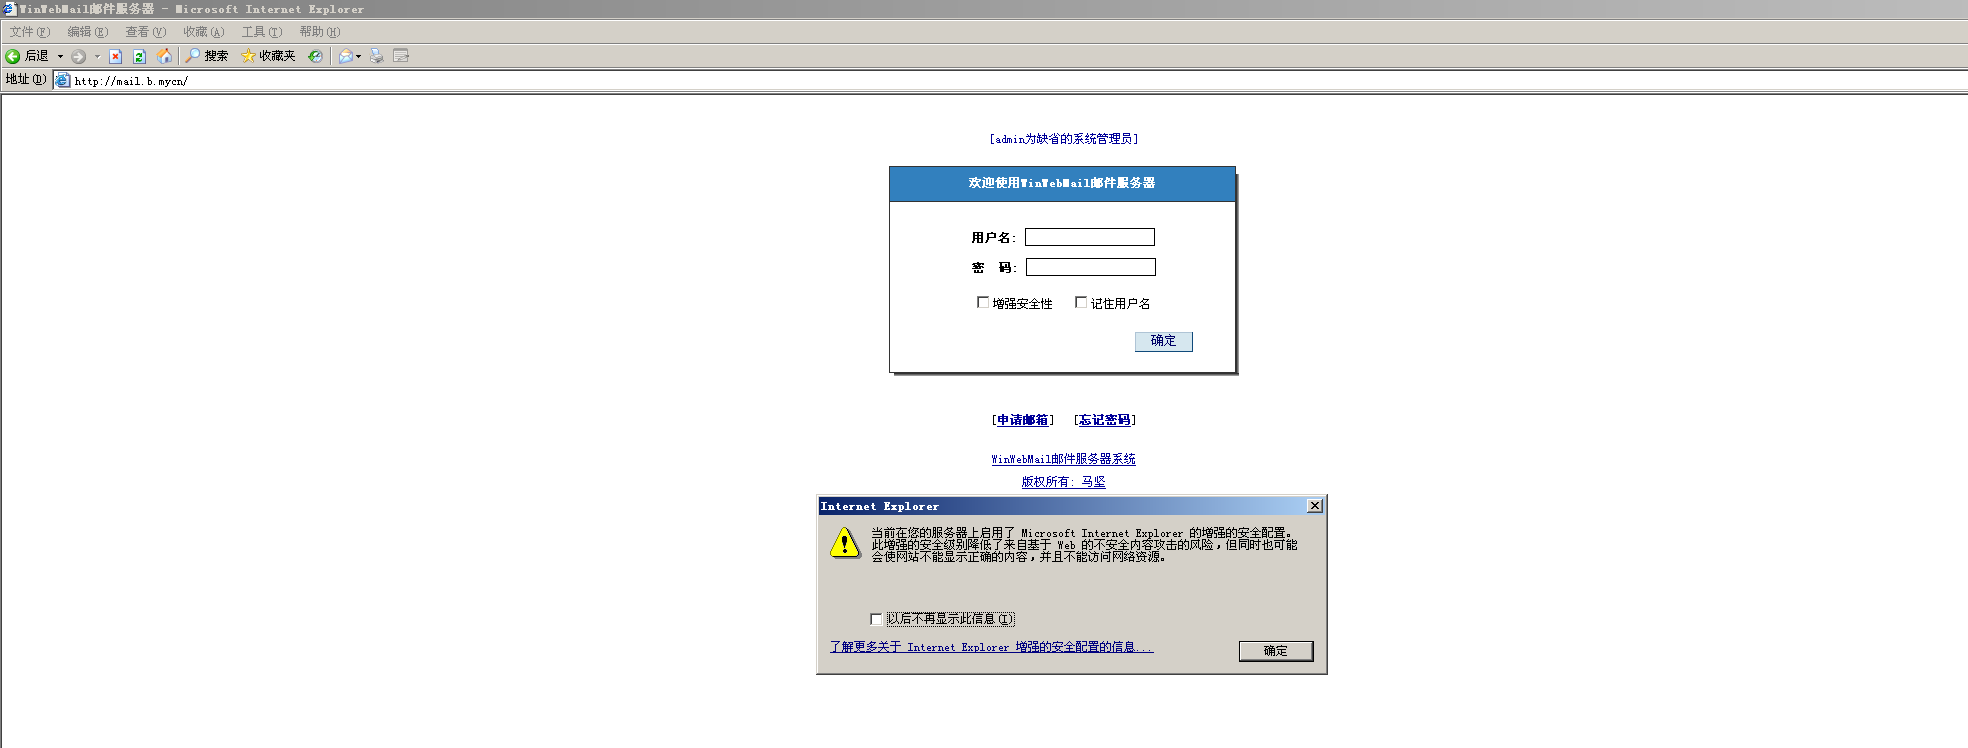 WinWebMail邮件服务器 - Microsoft Internet Explorer
文件(F) 编辑(E) 查看(V) 收藏(A) 工具(T) 帮助(H)
后退 搜索 收藏夹
地址(D) http://mail.b.mycn/
[admin为缺省的系统管理员]
欢迎使用WinWebMail邮件服务器
用户名:
密 码:
增强安全性 记住用户名
确定
[申请邮箱] [忘记密码]
WinWebMail邮件服务器系统
版权所有: 马坚
Internet Explorer
当前在您的服务器上启用了 Microsoft Internet Explorer 的增强的安全配置。
此增强的安全级别降低了来自基于 Web 的不安全内容攻击的风险,但同时也可能
会使网站不能显示正确的内容,并且不能访问网络资源。
以后不再显示此信息(I)
了解更多关于 Internet Explorer 增强的安全配置的信息...
确定